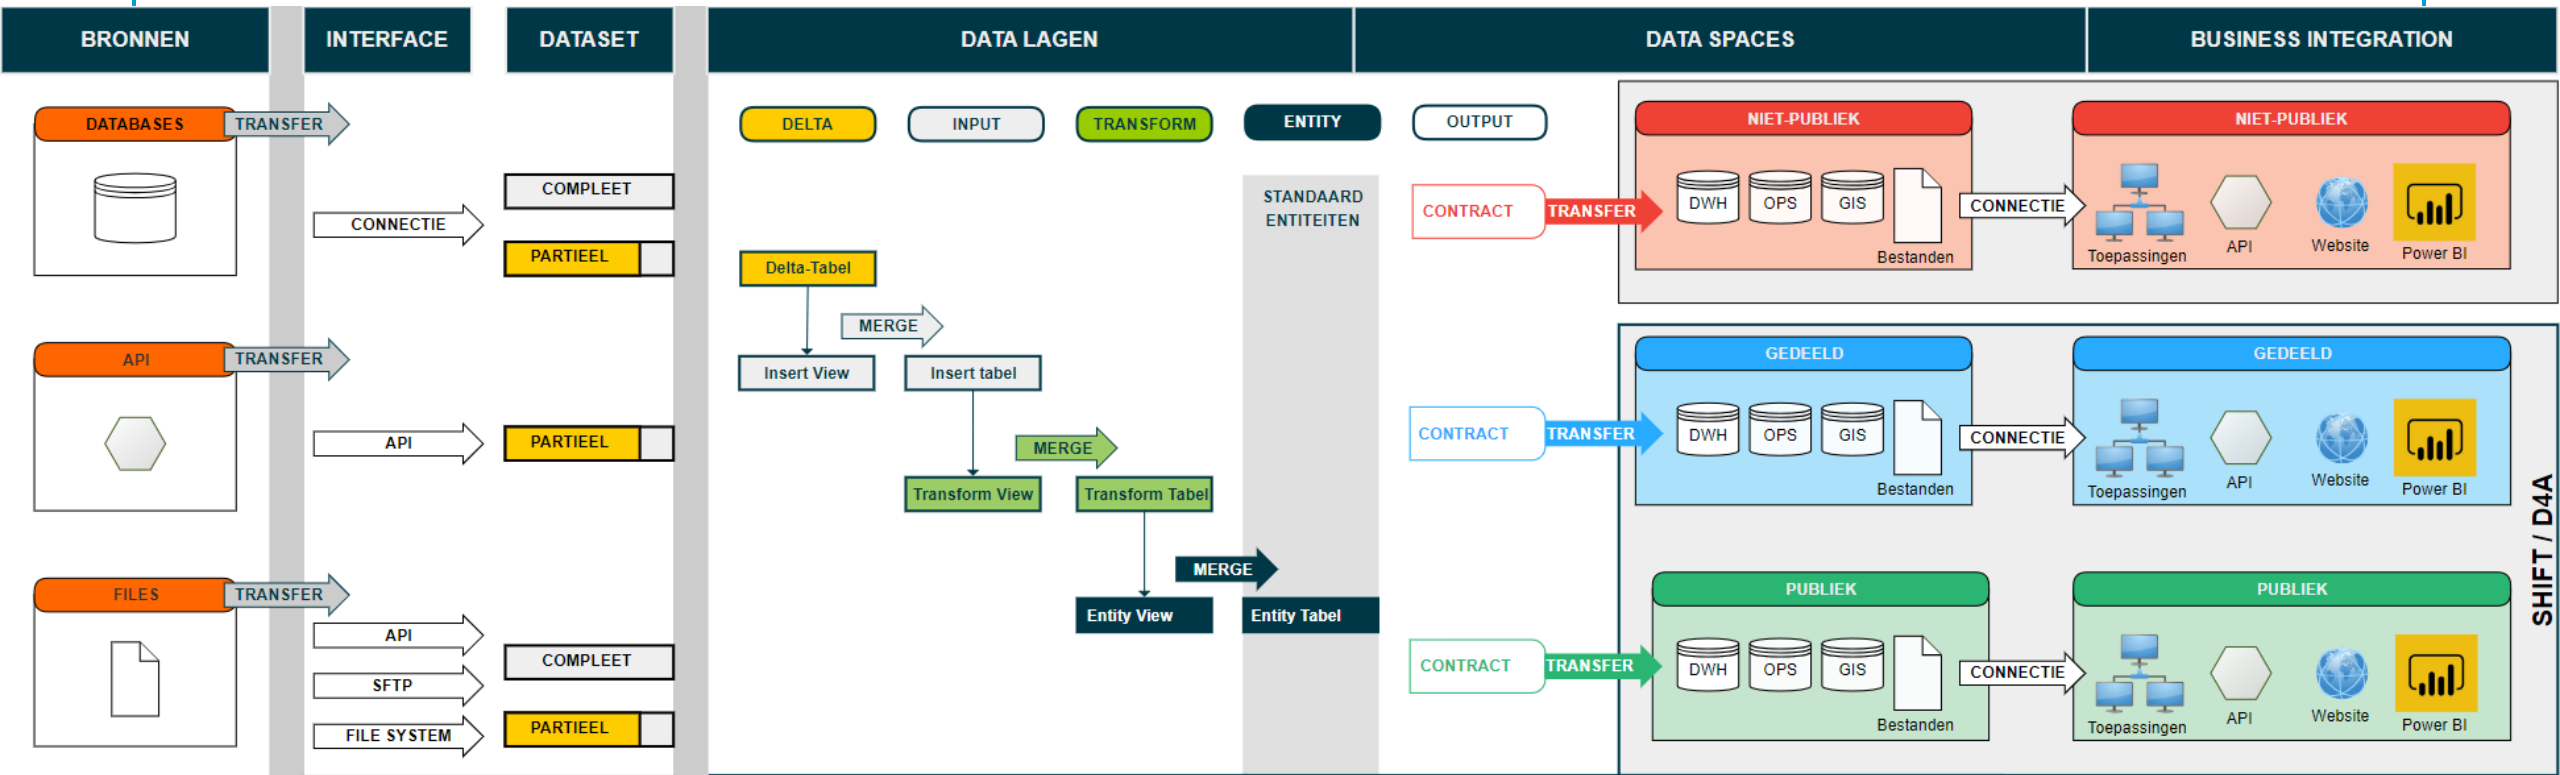 BRONNEN
INTERFACE
DATASET
DATA LAGEN
DATA SPACES
BUSINESS INTEGRATION
DATABASES
TRANSFER
CONNECTIE
COMPLEET
PARTIEEL
API
TRANSFER
API
PARTIEEL
FILES
TRANSFER
API
SFTP
FILE SYSTEM
COMPLEET
PARTIEEL
DELTA
INPUT
TRANSFORM
ENTITY
OUTPUT
STANDAARD
ENTITEITEN
Delta-Tabel
MERGE
Insert View
Insert tabel
MERGE
Transform View
Transform Tabel
MERGE
Entity View
Entity Tabel
CONTRACT
TRANSFER
NIET-PUBLIEK
DWH
OPS
GIS
Bestanden
CONNECTIE
NIET-PUBLIEK
Toepassingen
API
Website
Power BI
CONTRACT
TRANSFER
GEDEELD
DWH
OPS
GIS
Bestanden
CONNECTIE
GEDEELD
Toepassingen
API
Website
Power BI
CONTRACT
TRANSFER
PUBLIEK
DWH
OPS
GIS
Bestanden
CONNECTIE
PUBLIEK
Toepassingen
API
Website
Power BI
SHIFT / D4A